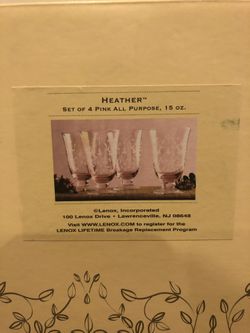 HEATHER™
SET OF 4 PINK ALL PURPOSE, 15 OZ.
©Lenox, Incorporated
100 Lenox Drive • Lawrenceville, NJ 08648
Visit WWW.LENOX.COM to register for the
LENOX LIFETIME Breakage Replacement Program